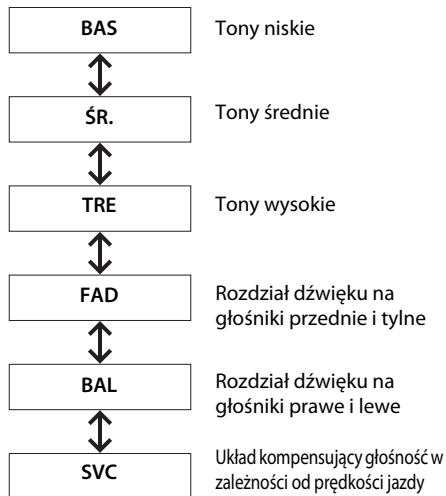 BAS
Tony niskie
ŚR.
Tony średnie
TRE
Tony wysokie
FAD
Rozdział dźwięku na
głośniki przednie i tylne
BAL
Rozdział dźwięku na
głośniki prawe i lewe
SVC
Układ kompensujący głośność w
zależności od prędkości jazdy